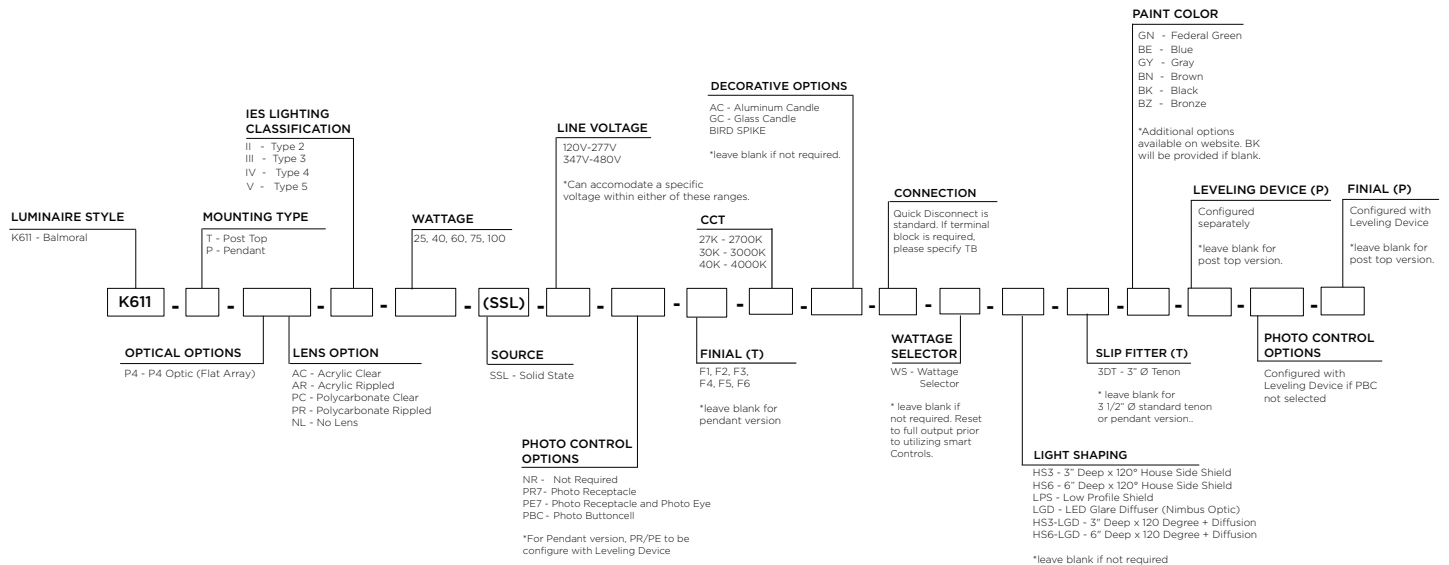 PAINT COLOR
GN - Federal Green
BE - Blue
GY - Gray
BN - Brown
BK - Black
BZ - Bronze
*Additional options
available on website. BK
will be provided if blank.
DECORATIVE OPTIONS
AC - Aluminum Candle
GC - Glass Candle
BIRD SPIKE
*leave blank if not required.
IES LIGHTING
CLASSIFICATION
II - Type 2
III - Type 3
IV - Type 4
V - Type 5
LINE VOLTAGE
120V-277V
347V-480V
*Can accomodate a specific
voltage within either of these ranges.
CONNECTION
Quick Disconnect is
standard. If terminal
block is required,
please specify TB
LEVELING DEVICE (P)
Configured
separately
*leave blank for
post top version.
FINIAL (P)
Configured with
Leveling Device
*leave blank for
post top version.
LUMINAIRE STYLE
K611 - Balmoral
MOUNTING TYPE
T - Post Top
P - Pendant
WATTAGE
25, 40, 60, 75, 100
CCT
27K - 2700K
30K - 3000K
40K - 4000K
K611 - - - - - (SSL) - - - - - - - - - - - - -
OPTICAL OPTIONS
P4 - P4 Optic (Flat Array)
LENS OPTION
AC - Acrylic Clear
AR - Acrylic Rippled
PC - Polycarbonate Clear
PR - Polycarbonate Rippled
NL - No Lens
SOURCE
SSL - Solid State
PHOTO CONTROL
OPTIONS
NR - Not Required
PR7- Photo Receptacle
PE7 - Photo Receptacle and Photo Eye
PBC - Photo Buttoncell
*For Pendant version, PR/PE to be
configure with Leveling Device
FINIAL (T)
F1, F2, F3,
F4, F5, F6
*leave blank for
pendant version
WATTAGE
SELECTOR
WS - Wattage
Selector
* leave blank if
not required. Reset
to full output prior
to utilizing smart
Controls.
SLIP FITTER (T)
3DT - 3" Ø Tenon
* leave blank for
3 1/2" Ø standard tenon
or pendant version..
PHOTO CONTROL
OPTIONS
Configured with
Leveling Device if PBC
not selected
LIGHT SHAPING
HS3 - 3" Deep x 120° House Side Shield
HS6 - 6" Deep x 120° House Side Shield
LPS - Low Profile Shield
LGD - LED Glare Diffuser (Nimbus Optic)
HS3-LGD - 3" Deep x 120 Degree + Diffusion
HS6-LGD - 6" Deep x 120 Degree + Diffusion
*leave blank if not required